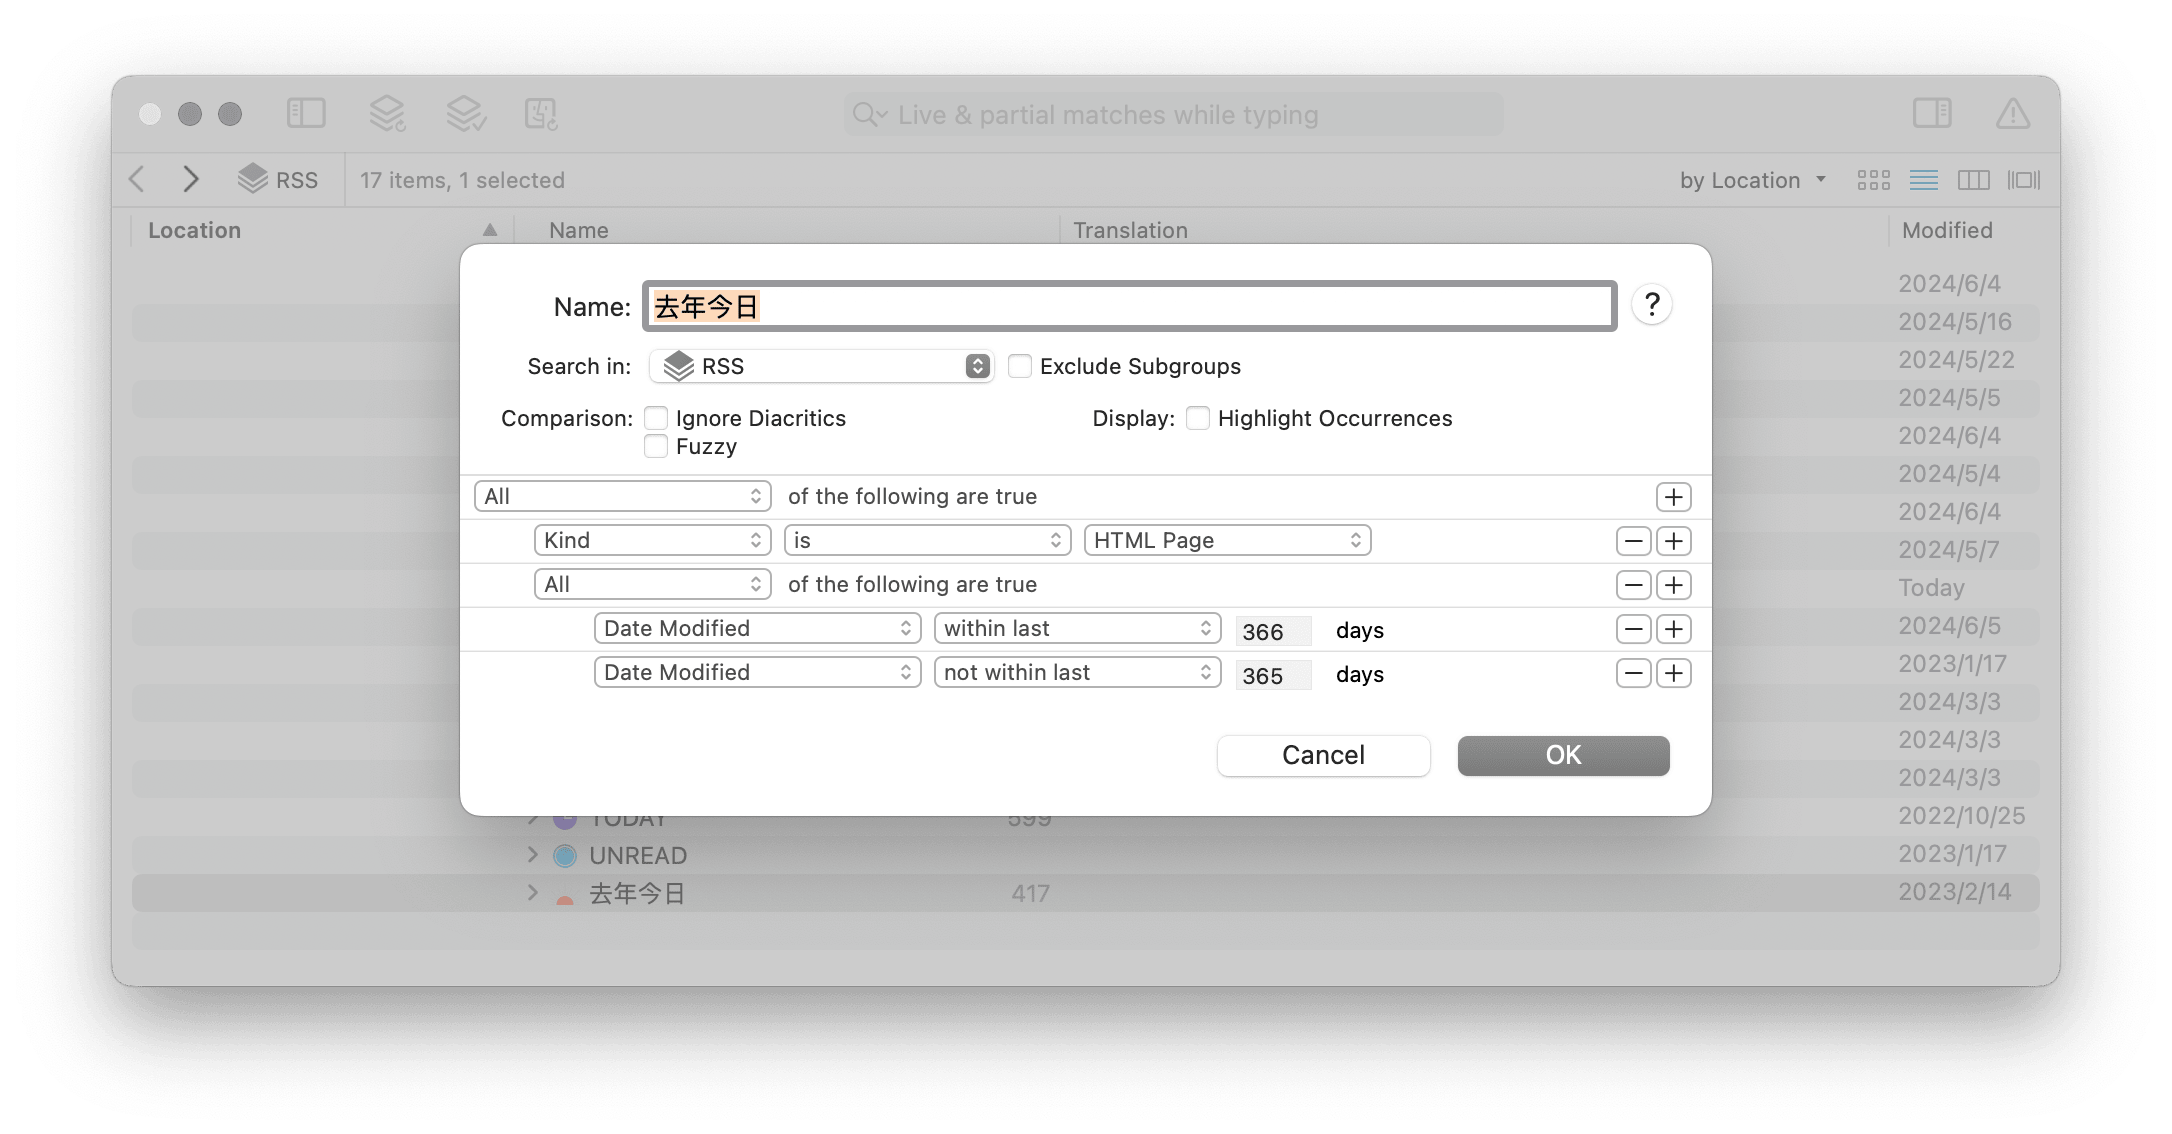 Live & partial matches while typing
RSS 17 items, 1 selected by Location
Location Name Translation Modified
2024/6/4
2024/5/16
2024/5/22
2024/5/5
2024/6/4
2024/5/4
2024/6/4
2024/5/7
Today
2024/6/5
2023/1/17
2024/3/3
2024/3/3
2024/3/3
TODAY 599 2022/10/25
UNREAD 2023/1/17
去年今日 417 2023/2/14
Name: 去年今日 ?
Search in: RSS Exclude Subgroups
Comparison: Ignore Diacritics Display: Highlight Occurrences
Fuzzy
All of the following are true
Kind is HTML Page
All of the following are true
Date Modified within last 366 days
Date Modified not within last 365 days
Cancel OK